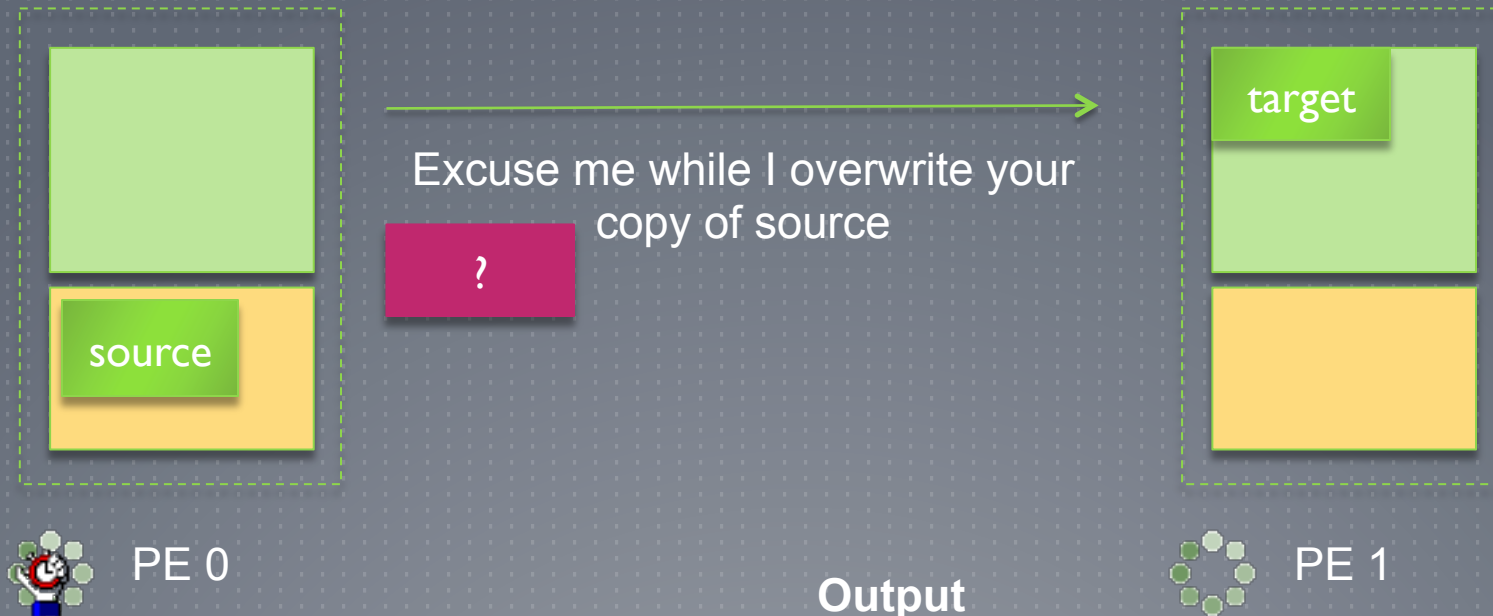 target
Excuse me while I overwrite your
copy of source
?
source
PE 0
PE 1
Output